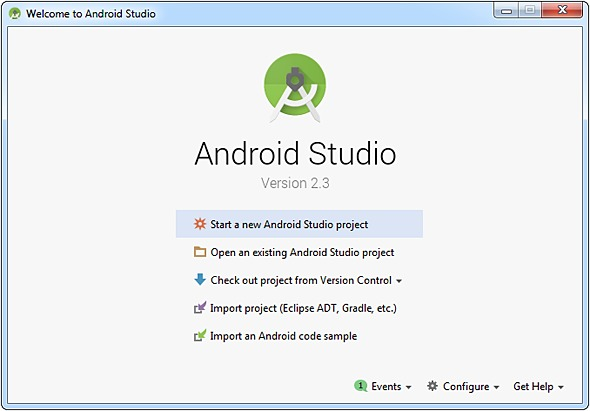 Welcome to Android Studio
Android Studio
Version 2.3
Start a new Android Studio project
Open an existing Android Studio project
Check out project from Version Control
Import project (Eclipse ADT, Gradle, etc.)
Import an Android code sample
1 Events Configure Get Help